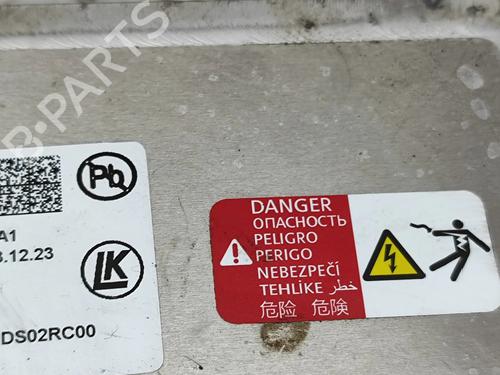 B-PARTS
Pb
A1
3.12.23
LK
DS02RC00
DANGER
ОПАСНОСТЬ
PELIGRO
PERIGO
NEBEZPEČÍ
TEHLİKE خطر
危险 危険